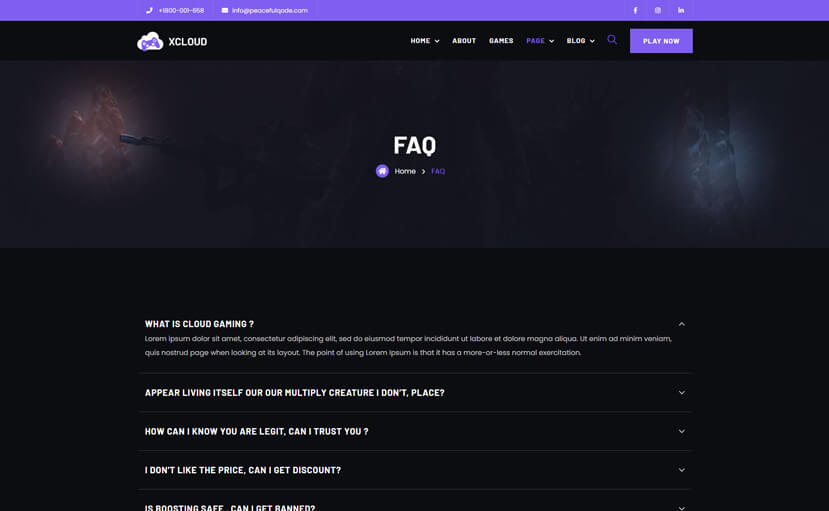 +1800-001-658 info@peacefulqode.com
XCLOUD HOME ABOUT GAMES PAGE BLOG PLAY NOW
FAQ
Home > FAQ
WHAT IS CLOUD GAMING ?
Lorem ipsum dolor sit amet, consectetur adipiscing elit, sed do eiusmod tempor incididunt ut labore et dolore magna aliqua. Ut enim ad minim veniam,
quis nostrud page when looking at its layout. The point of using Lorem Ipsum is that it has a more-or-less normal exercitation.
APPEAR LIVING ITSELF OUR OUR MULTIPLY CREATURE I DON'T, PLACE?
HOW CAN I KNOW YOU ARE LEGIT, CAN I TRUST YOU ?
I DON'T LIKE THE PRICE, CAN I GET DISCOUNT?
IS BOOSTING SAFE , CAN I GET BANNED?